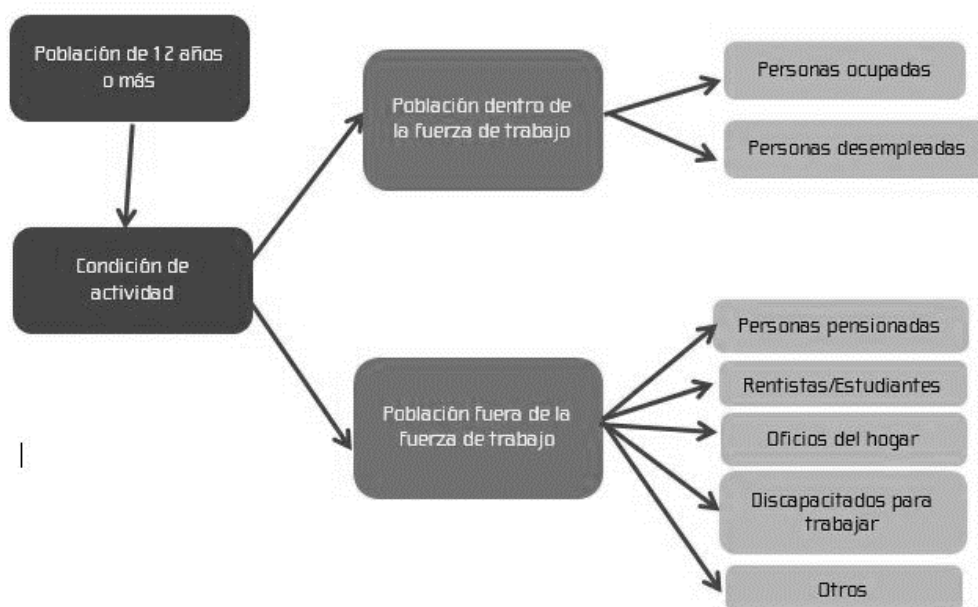 Población de 12 años
o más
Condición de
actividad
Población dentro de
la fuerza de trabajo
Personas ocupadas
Personas desempleadas
Población fuera de la
fuerza de trabajo
Personas pensionadas
Rentistas/Estudiantes
Oficios del hogar
Discapacitados para
trabajar
Otros